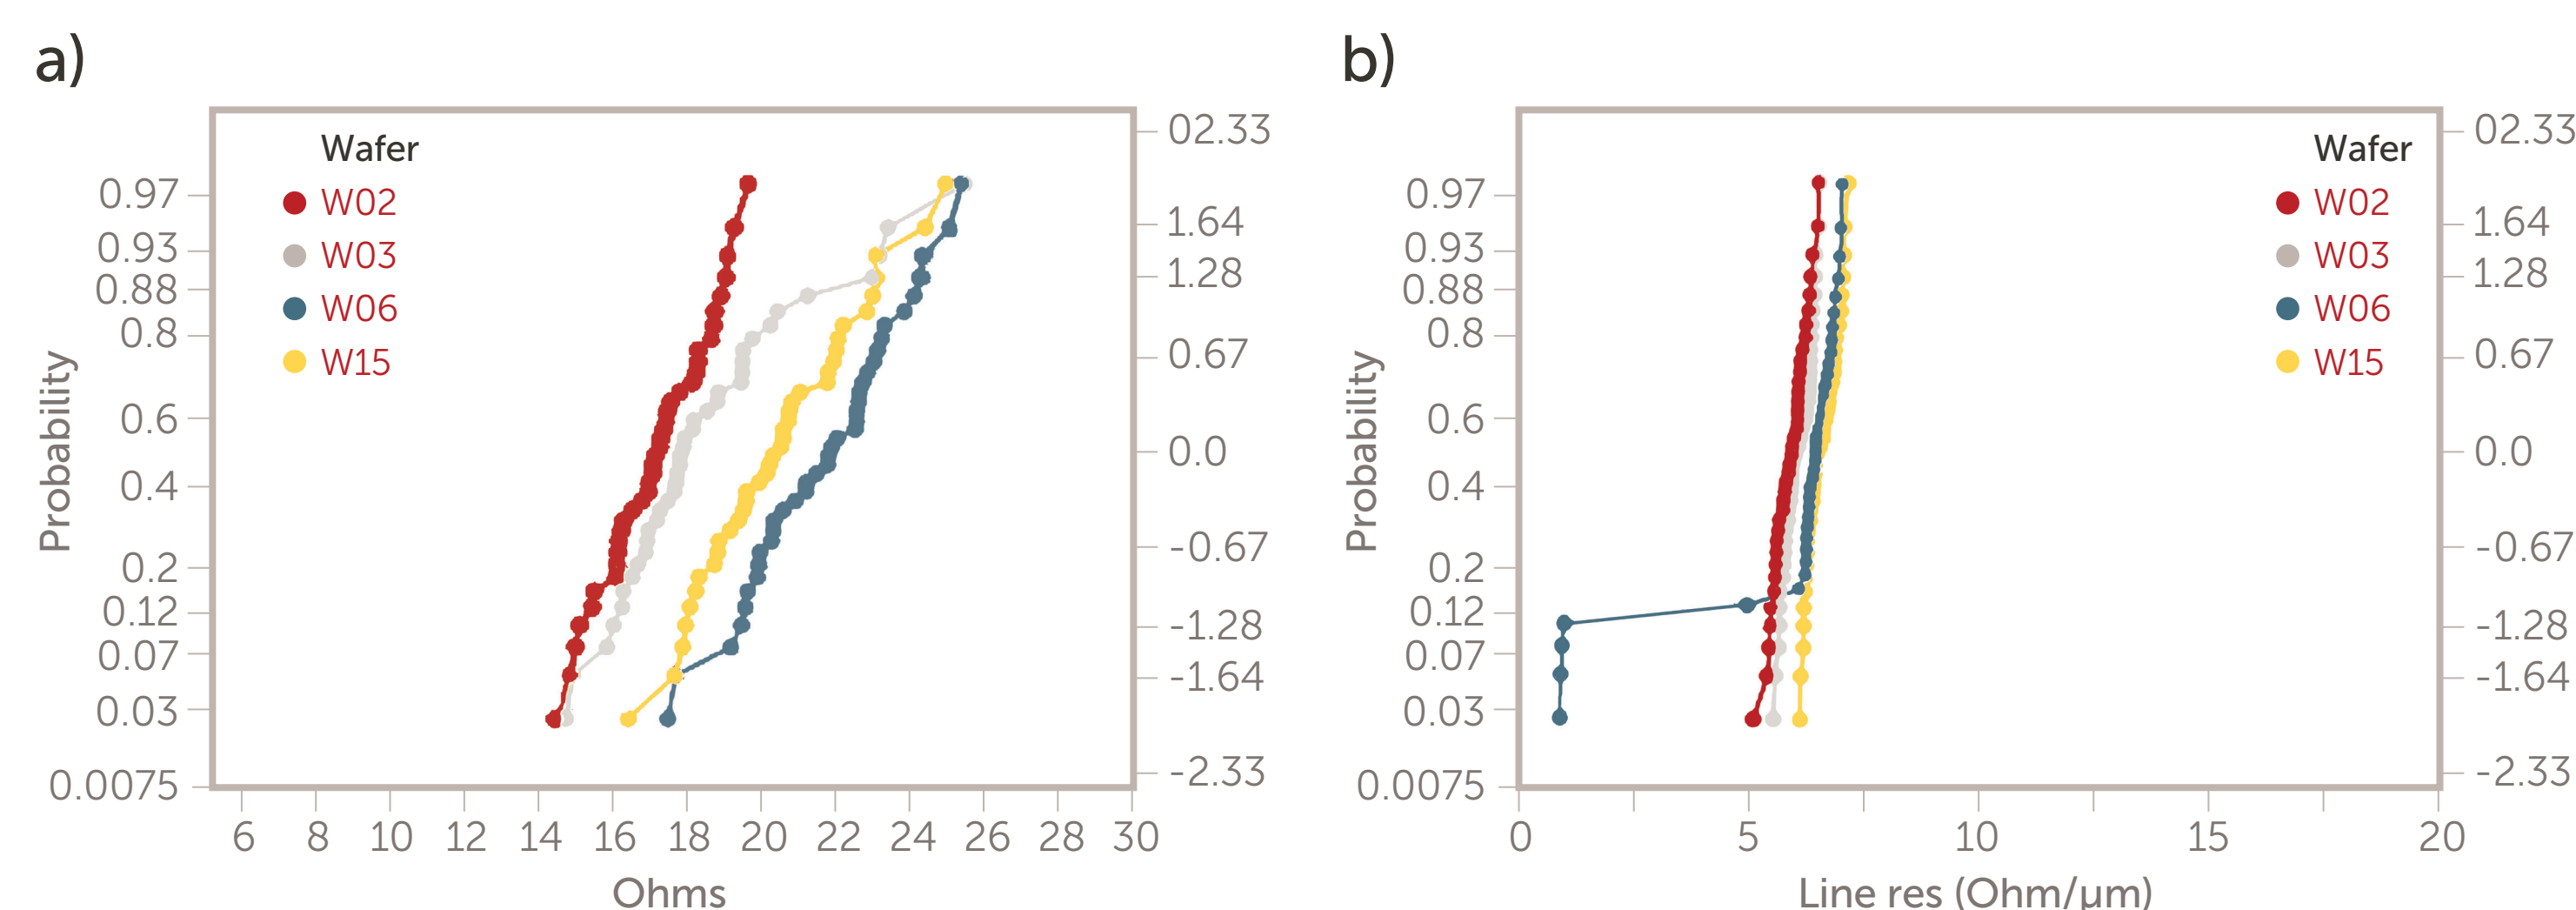 a)
Wafer
W02
W03
W06
W15
Probability
0.97
0.93
0.88
0.8
0.6
0.4
0.2
0.12
0.07
0.03
0.0075
02.33
1.64
1.28
0.67
0.0
-0.67
-1.28
-1.64
-2.33
6 8 10 12 14 16 18 20 22 24 26 28 30
Ohms
b)
Wafer
W02
W03
W06
W15
Probability
0.97
0.93
0.88
0.8
0.6
0.4
0.2
0.12
0.07
0.03
0.0075
02.33
1.64
1.28
0.67
0.0
-0.67
-1.28
-1.64
-2.33
0 5 10 15 20
Line res (Ohm/μm)